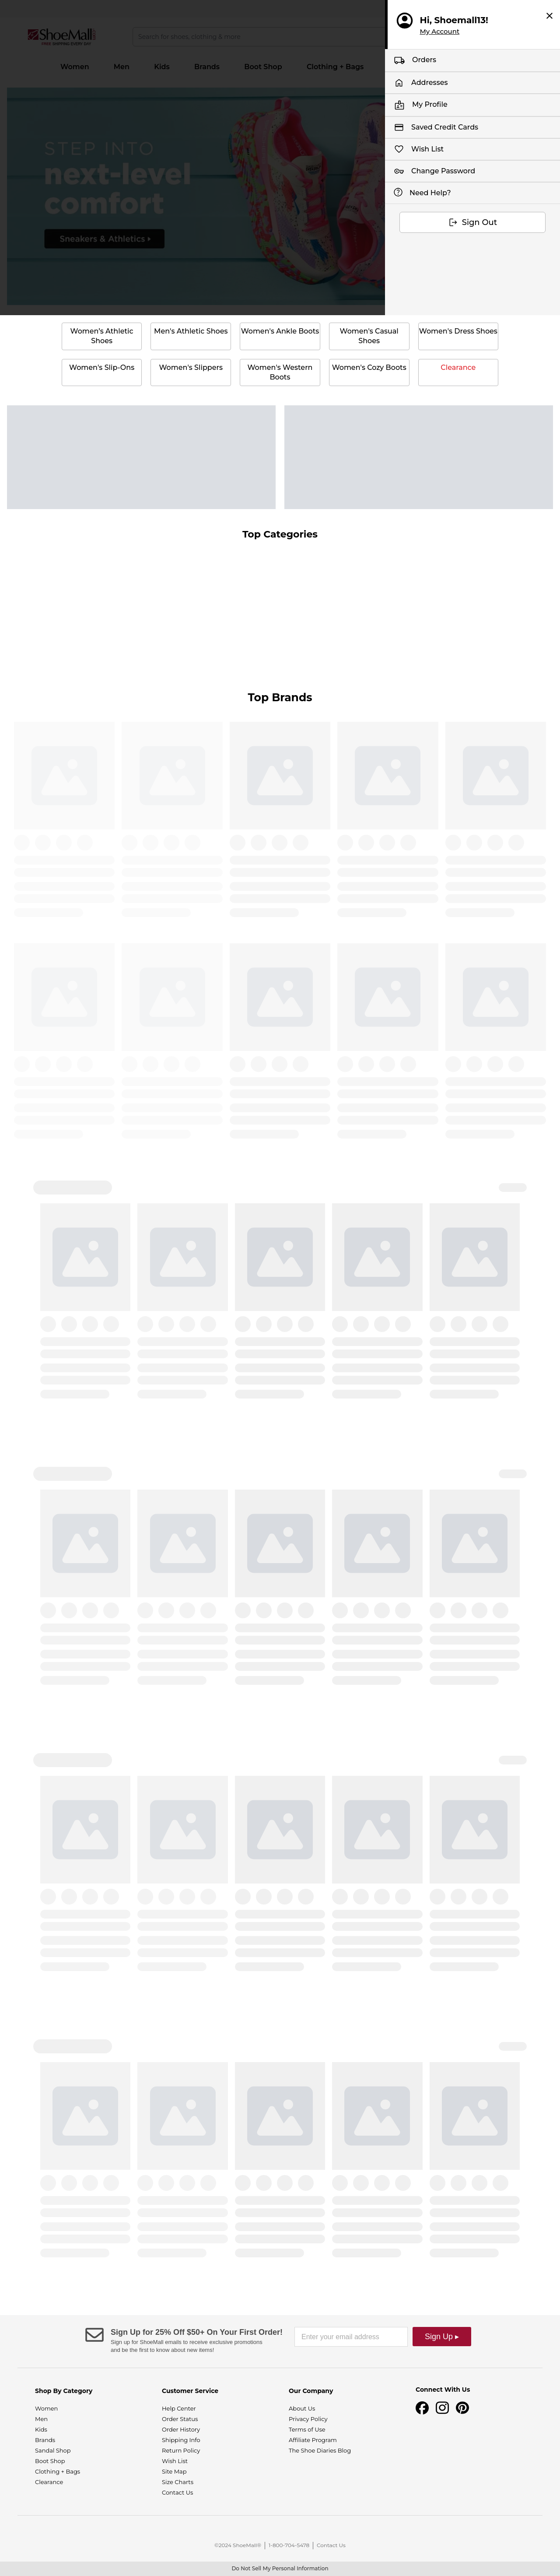 ShoeMall
Search for shoes, clothing & more
Women
Men
Kids
Brands
Boot Shop
Clothing + Bags
STEP INTO
next-level
comfort
Sneakers & Athletics ▸
Hi, Shoemall13!
My Account
Orders
Addresses
My Profile
Saved Credit Cards
Wish List
Change Password
Need Help?
Sign Out
Women's Athletic
Shoes
Men's Athletic Shoes
Women's Ankle Boots
Women's Casual
Shoes
Women's Dress Shoes
Women's Slip-Ons
Women's Slippers
Women's Western
Boots
Women's Cozy Boots
Clearance
Top Categories
Top Brands
Sign Up for 25% Off $50+ On Your First Order!
Sign up for ShoeMall emails to receive exclusive promotions
and be the first to know about new items!
Enter your email address
Sign Up ▸
Shop By Category
Women
Men
Kids
Brands
Sandal Shop
Boot Shop
Clothing + Bags
Clearance
Customer Service
Help Center
Order Status
Order History
Shipping Info
Return Policy
Wish List
Site Map
Size Charts
Contact Us
Our Company
About Us
Privacy Policy
Terms of Use
Affiliate Program
The Shoe Diaries Blog
Connect With Us
©2024 ShoeMall® | 1-800-704-5478 | Contact Us
Do Not Sell My Personal Information